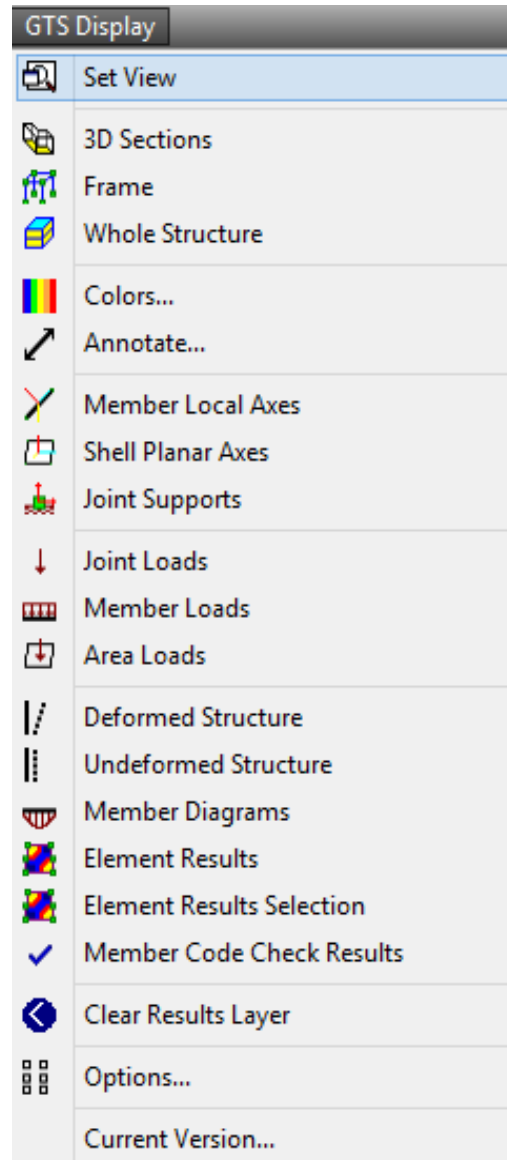 GTS Display
Set View
3D Sections
Frame
Whole Structure
Colors...
Annotate...
Member Local Axes
Shell Planar Axes
Joint Supports
Joint Loads
Member Loads
Area Loads
Deformed Structure
Undeformed Structure
Member Diagrams
Element Results
Element Results Selection
Member Code Check Results
Clear Results Layer
Options...
Current Version...